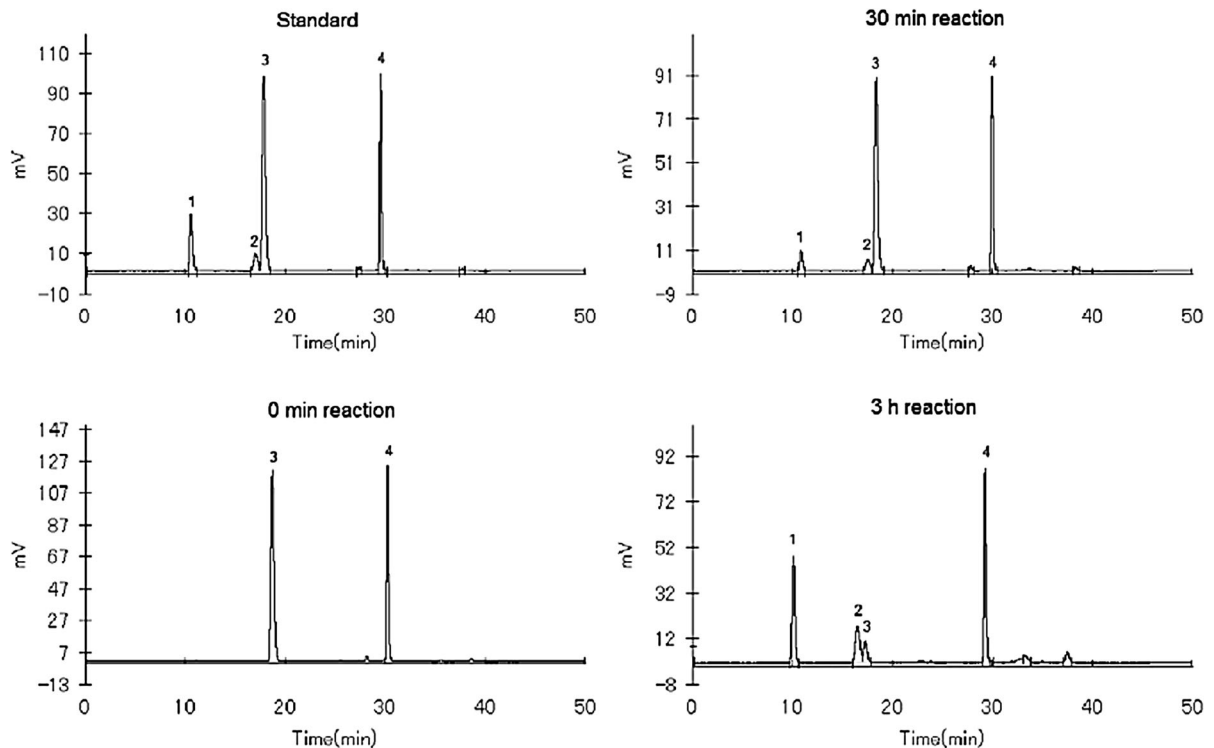 Standard
110
90
70
50
30
10
-10
mV
1
2
3
4
0 10 20 30 40 50
Time(min)
30 min reaction
91
71
51
31
11
-9
mV
1
2
3
4
0 10 20 30 40 50
Time(min)
0 min reaction
147
127
107
87
67
47
27
7
-13
mV
3
4
0 10 20 30 40 50
Time(min)
3 h reaction
92
72
52
32
12
-8
mV
1
2
3
4
0 10 20 30 40 50
Time(min)